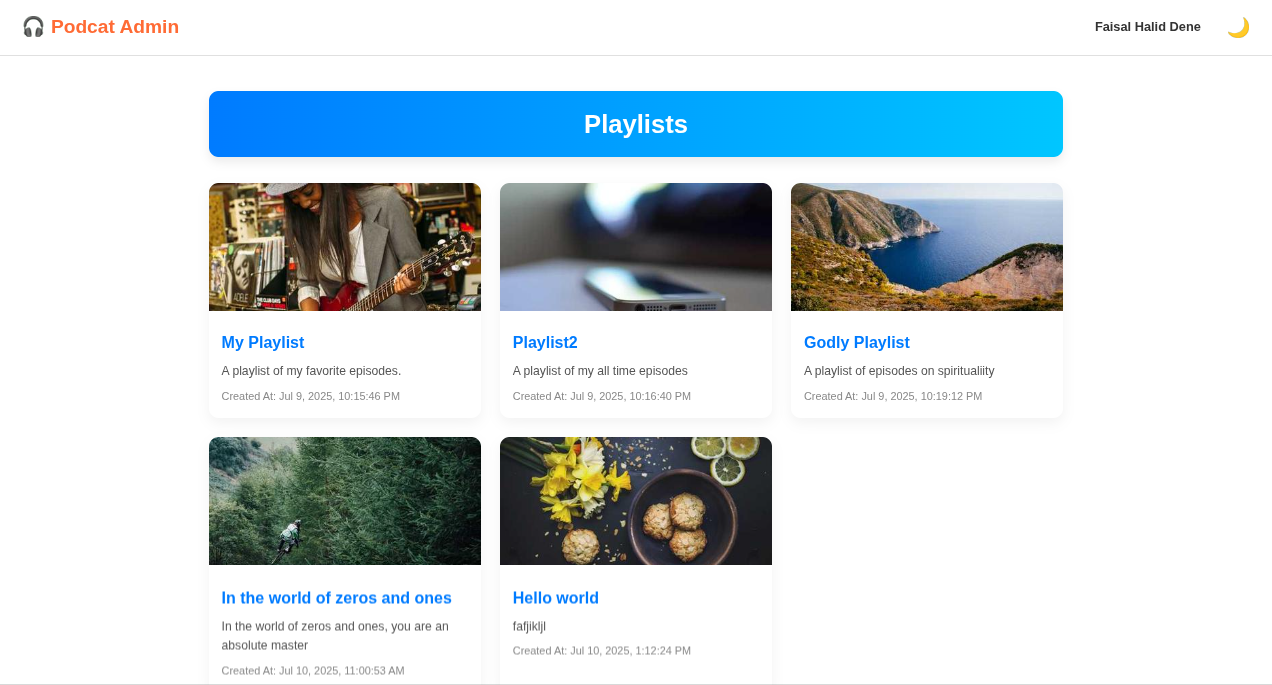 Podcat Admin
Faisal Halid Dene
Playlists
My Playlist
A playlist of my favorite episodes.
Created At: Jul 9, 2025, 10:15:46 PM
Playlist2
A playlist of my all time episodes
Created At: Jul 9, 2025, 10:16:40 PM
Godly Playlist
A playlist of episodes on spiritualiity
Created At: Jul 9, 2025, 10:19:12 PM
In the world of zeros and ones
In the world of zeros and ones, you are an
absolute master
Created At: Jul 10, 2025, 11:00:53 AM
Hello world
fafjikljl
Created At: Jul 10, 2025, 1:12:24 PM